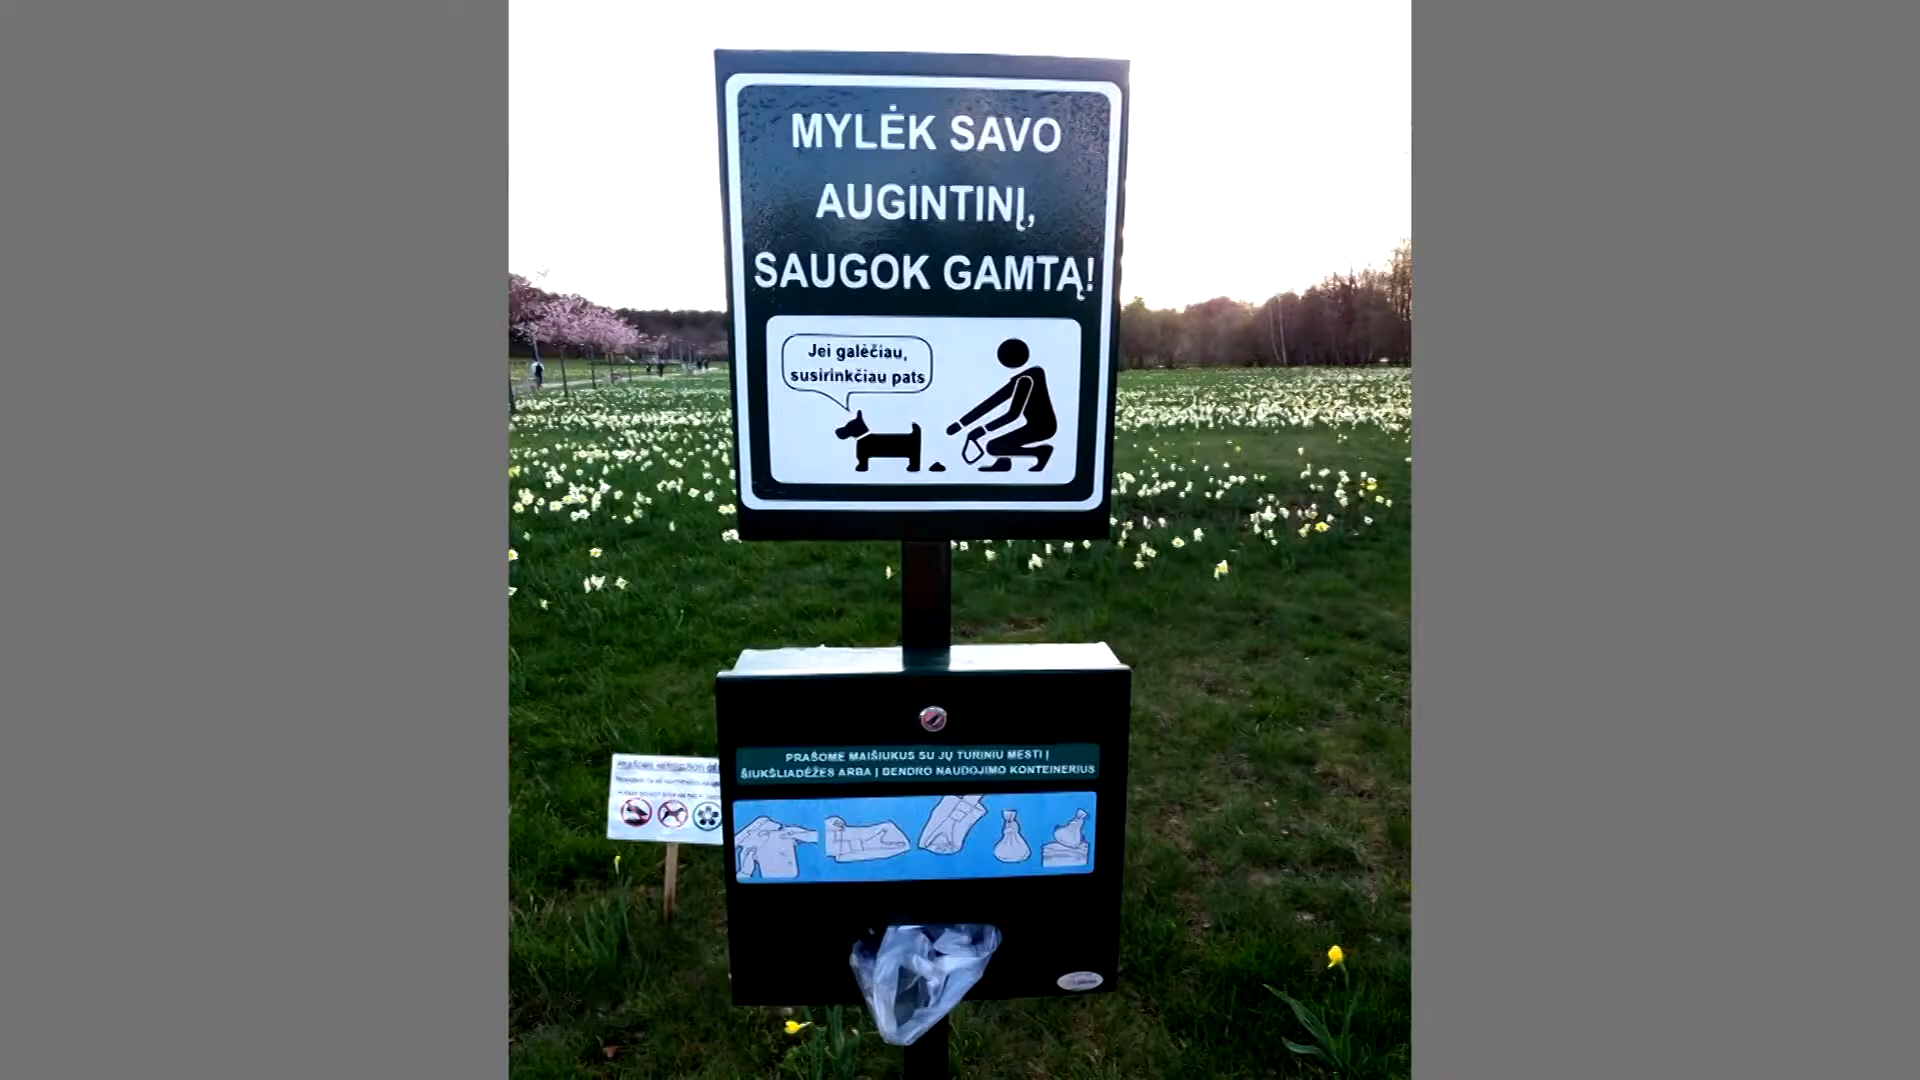 MYLĖK SAVO
AUGINTINĮ,
SAUGOK GAMTĄ!
Jei galėčiau,
susirinkčiau pats
PRAŠOME MAIŠIUKUS SU JŲ TURINIU MESTI Į
ŠIUKŠLIADĖŽES ARBA Į BENDRO NAUDOJIMO KONTEINERIUS